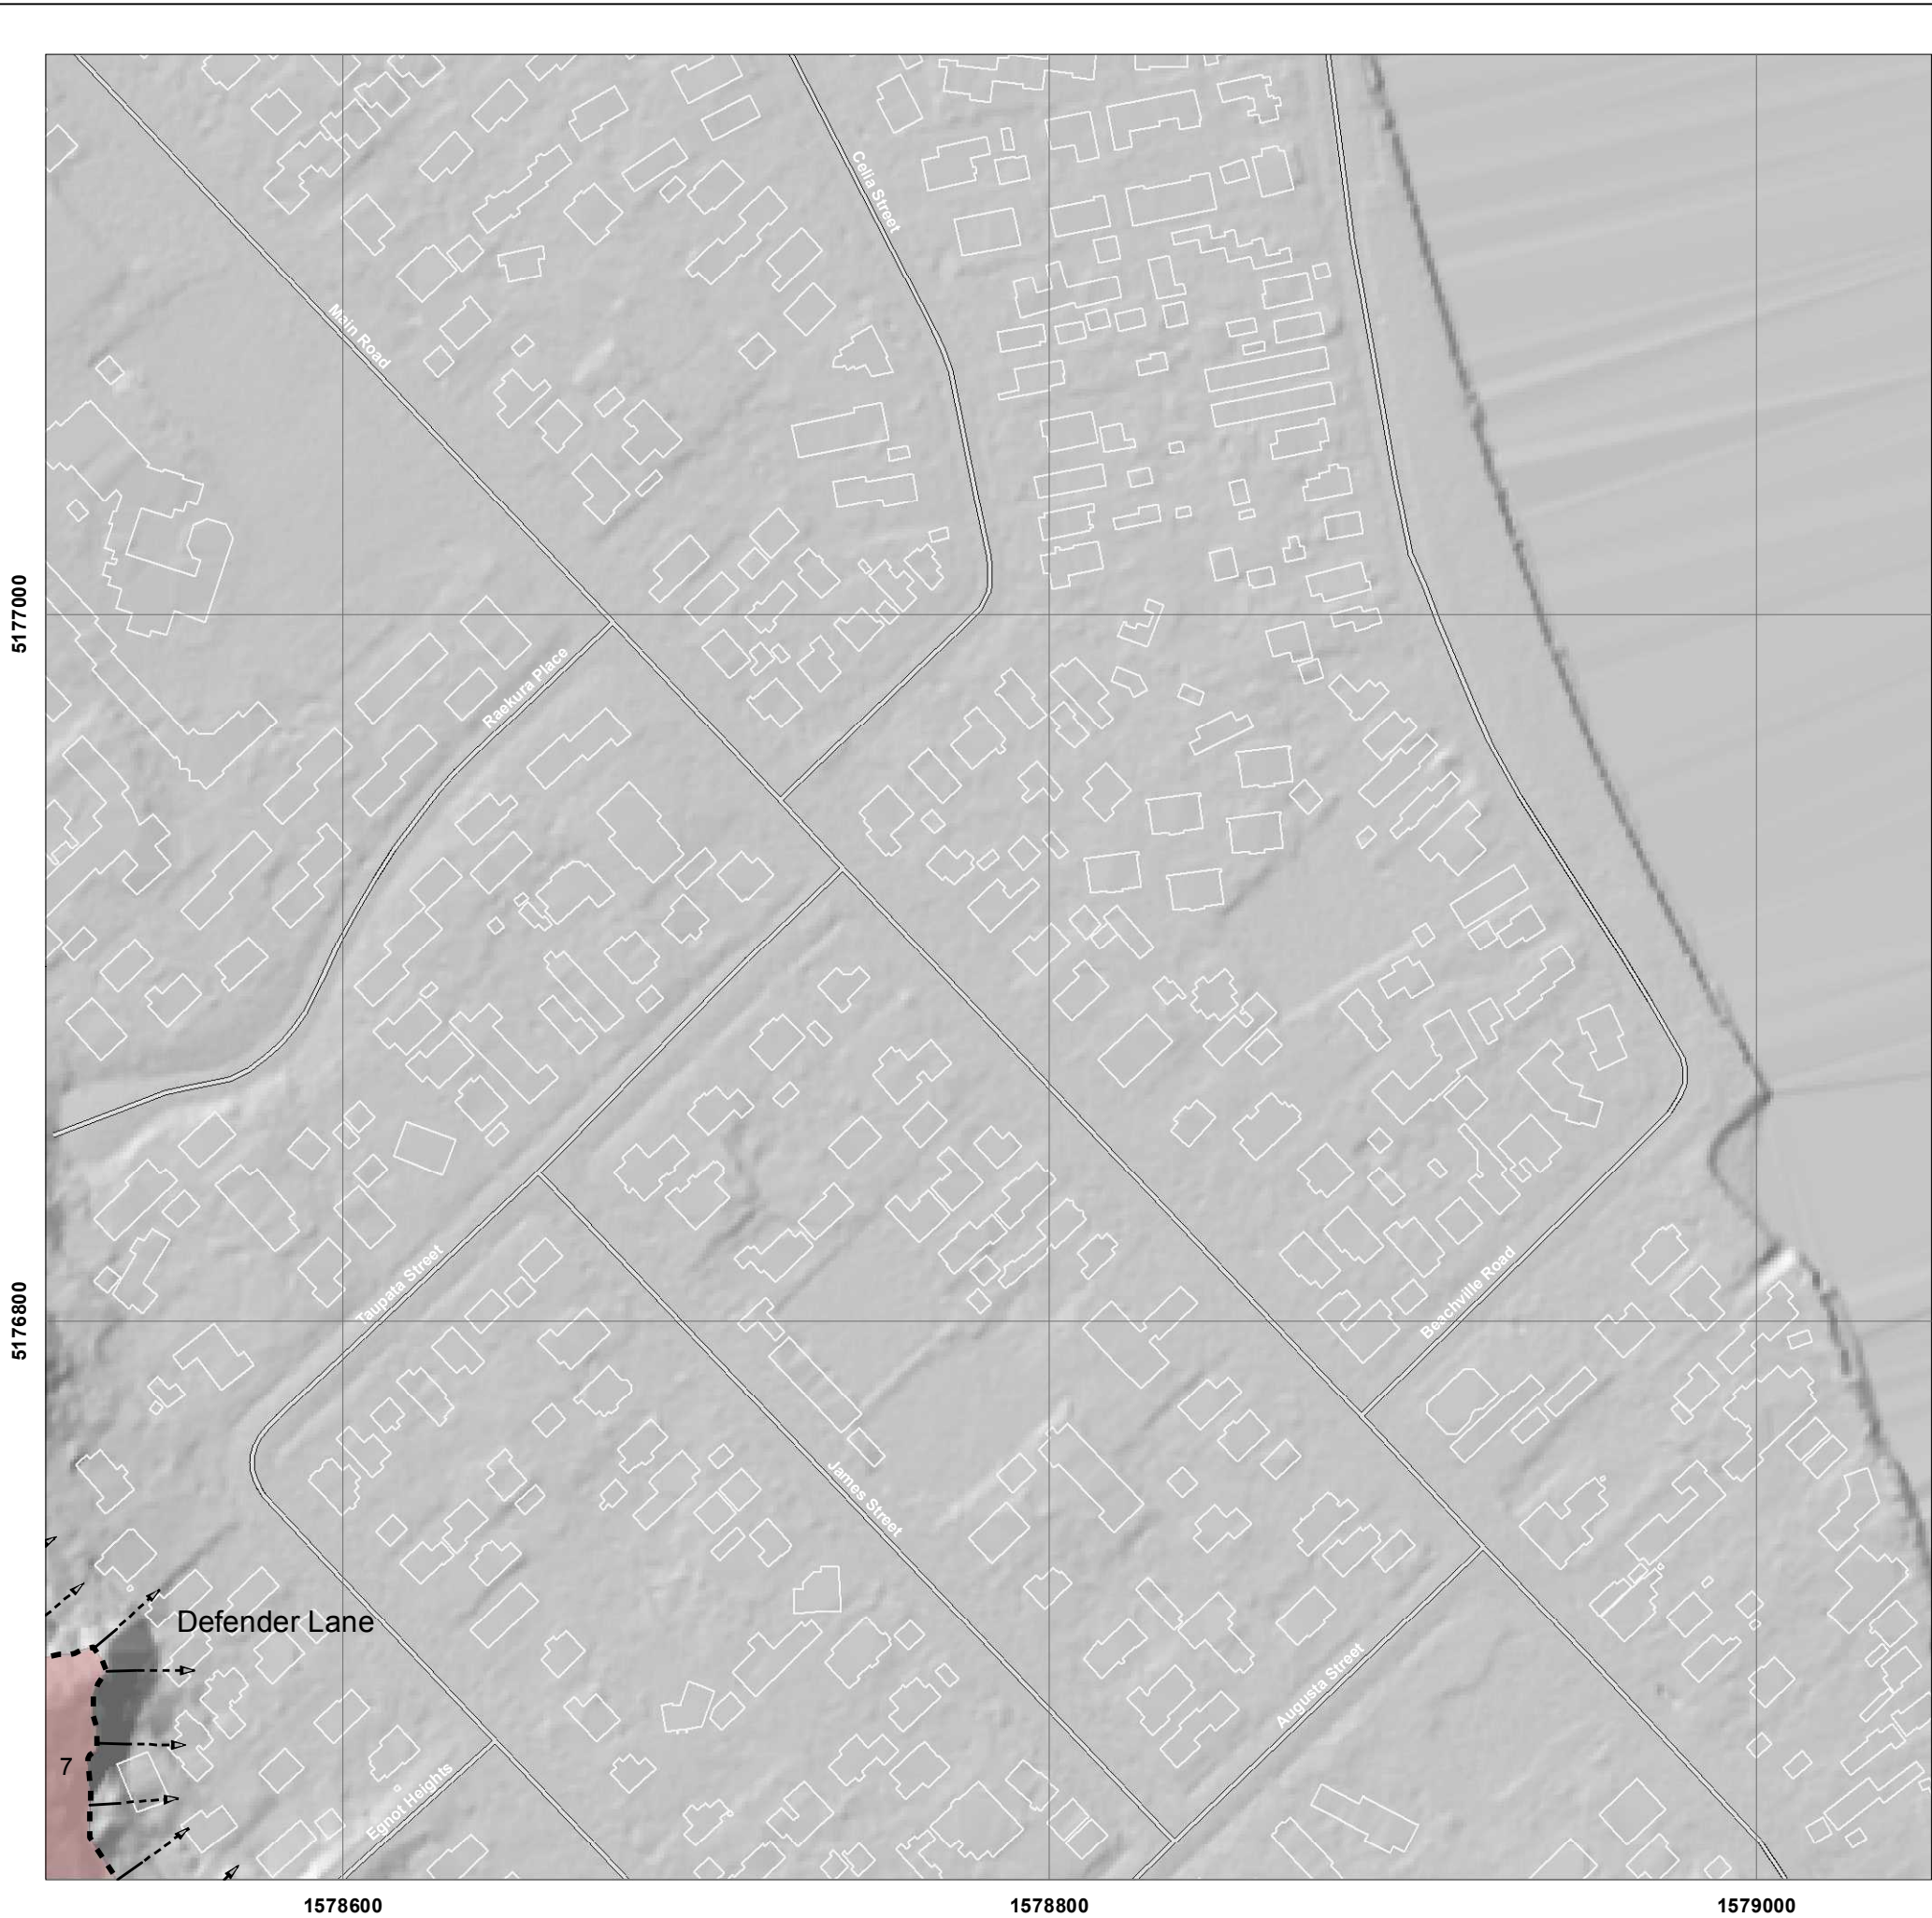 Celia Street
Main Road
5177000
Raekura Place
Taupata Street
Beachville Road
5176800
James Street
Defender Lane
Augusta Street
7
Egnot Heights
1578600
1578800
1579000